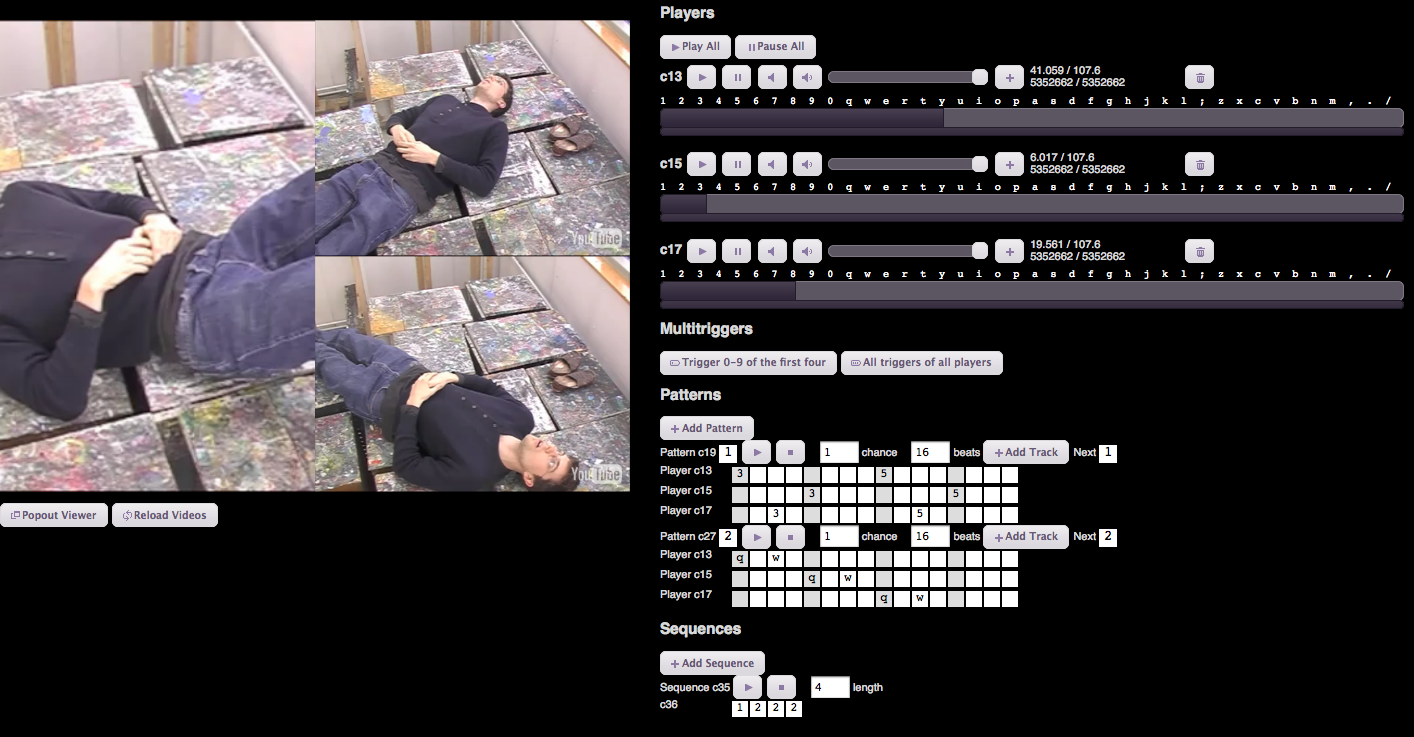 YouTube
YouTube
Popout Viewer
Reload Videos
Players
Play All
Pause All
c13
41.059 / 107.6
5352662 / 5352662
1 2 3 4 5 6 7 8 9 0 q w e r t y u i o p a s d f g h j k l ; z x c v b n m , . /
c15
6.017 / 107.6
5352662 / 5352662
1 2 3 4 5 6 7 8 9 0 q w e r t y u i o p a s d f g h j k l ; z x c v b n m , . /
c17
19.561 / 107.6
5352662 / 5352662
1 2 3 4 5 6 7 8 9 0 q w e r t y u i o p a s d f g h j k l ; z x c v b n m , . /
Multitriggers
Trigger 0-9 of the first four
All triggers of all players
Patterns
+ Add Pattern
Pattern c19 1 1 chance 16 beats + Add Track Next 1
Player c13 3 5
Player c15 3 5
Player c17 3 5
Pattern c27 2 1 chance 16 beats + Add Track Next 2
Player c13 q w
Player c15 q w
Player c17 q w
Sequences
+ Add Sequence
Sequence c35 4 length
c36 1 2 2 2